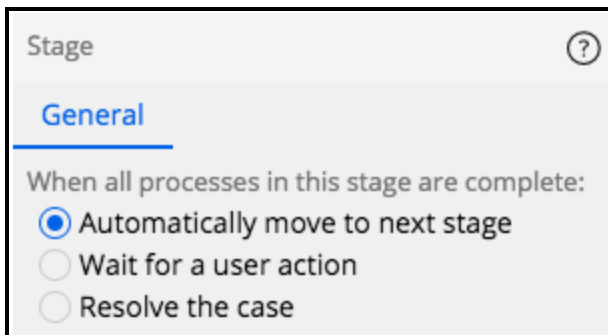 Stage
?
General
When all processes in this stage are complete:
Automatically move to next stage
Wait for a user action
Resolve the case